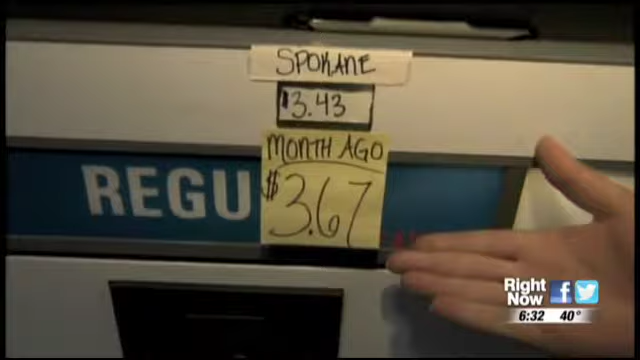 SPOKANE
$3.43
MONTH AGO
$3.67
REGU
Right
Now
6:32 40°